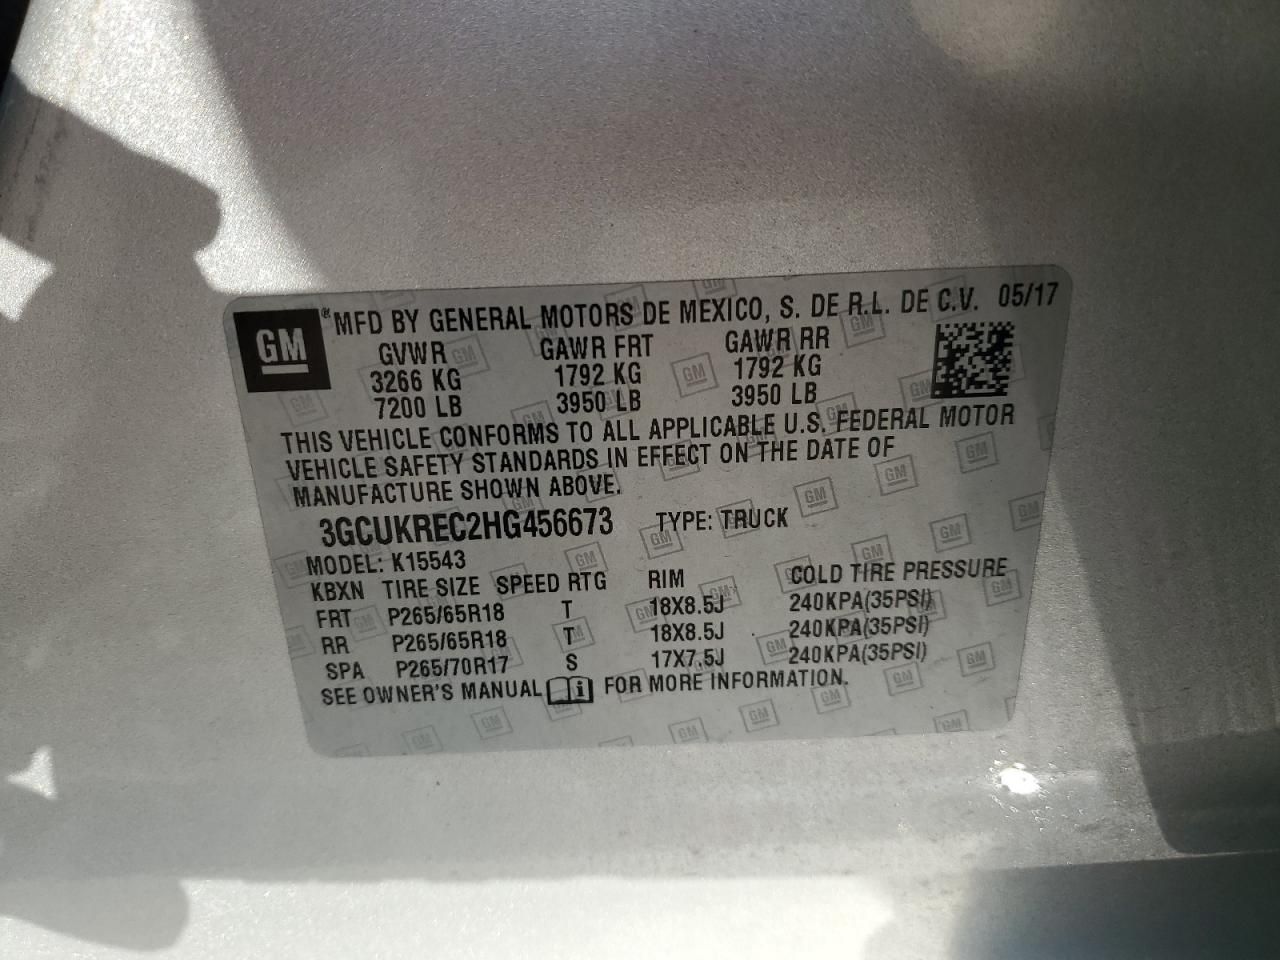 GM ® MFD BY GENERAL MOTORS DE MEXICO, S. DE R.L. DE C.V. 05/17
GVWR GAWR FRT GAWR RR
3266 KG 1792 KG 1792 KG
7200 LB 3950 LB 3950 LB
THIS VEHICLE CONFORMS TO ALL APPLICABLE U.S. FEDERAL MOTOR
VEHICLE SAFETY STANDARDS IN EFFECT ON THE DATE OF
MANUFACTURE SHOWN ABOVE.
3GCUKREC2HG456673 TYPE: TRUCK
MODEL: K15543
KBXN TIRE SIZE SPEED RTG RIM COLD TIRE PRESSURE
FRT P265/65R18 T 18X8.5J 240KPA(35PSI)
RR P265/65R18 T 18X8.5J 240KPA(35PSI)
SPA P265/70R17 S 17X7.5J 240KPA(35PSI)
SEE OWNER'S MANUAL i FOR MORE INFORMATION.